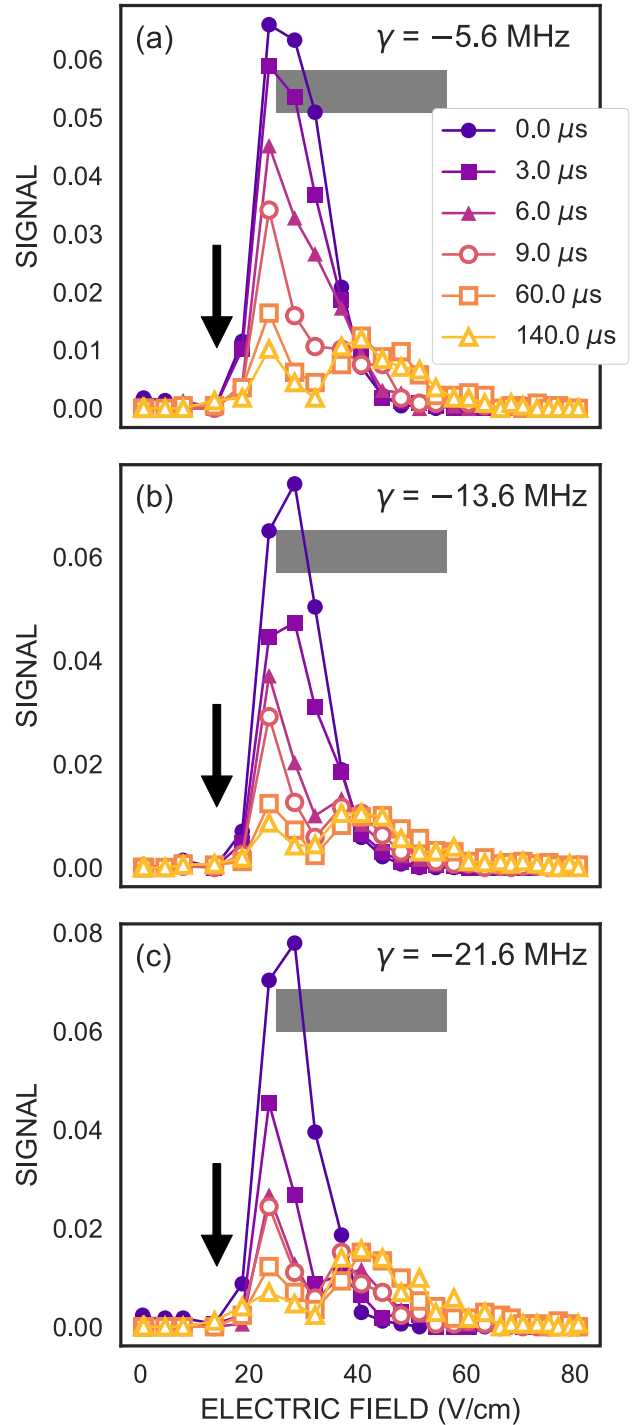 (a) γ = −5.6 MHz
0.06
0.05
0.04
0.03
0.02
0.01
0.00
SIGNAL
0.0 µs
3.0 µs
6.0 µs
9.0 µs
60.0 µs
140.0 µs
(b) γ = −13.6 MHz
0.06
0.04
0.02
0.00
SIGNAL
(c) γ = −21.6 MHz
0.08
0.06
0.04
0.02
0.00
SIGNAL
0 20 40 60 80
ELECTRIC FIELD (V/cm)